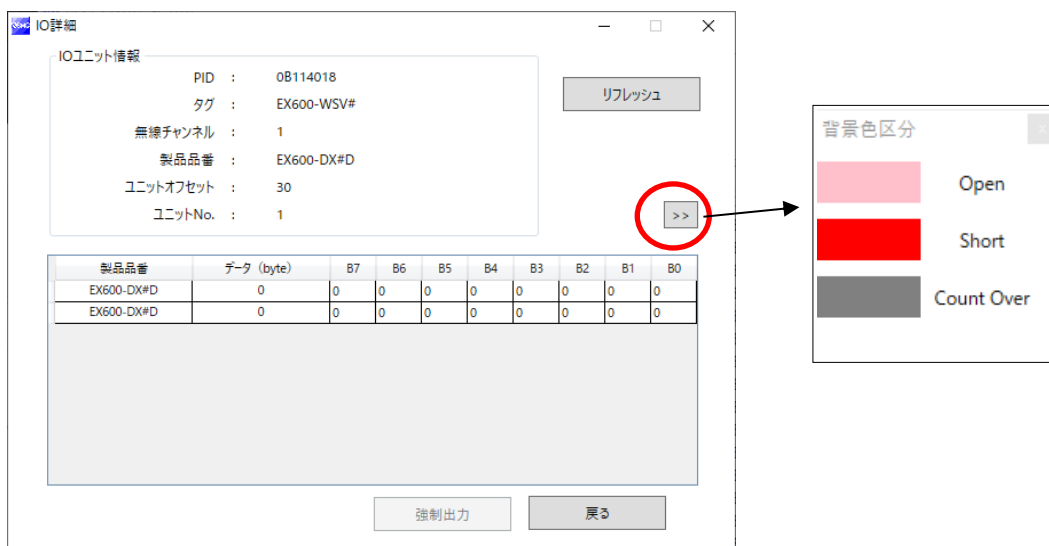 SMC IO詳細
IOユニット情報
PID : 0B114018
タグ : EX600-WSV#
無線チャンネル : 1
製品品番 : EX600-DX#D
ユニットオフセット : 30
ユニットNo. : 1
リフレッシュ
>>
製品品番 データ (byte) B7 B6 B5 B4 B3 B2 B1 B0
EX600-DX#D 0 0 0 0 0 0 0 0 0
EX600-DX#D 0 0 0 0 0 0 0 0 0
強制出力 戻る
背景色区分 x
Open
Short
Count Over